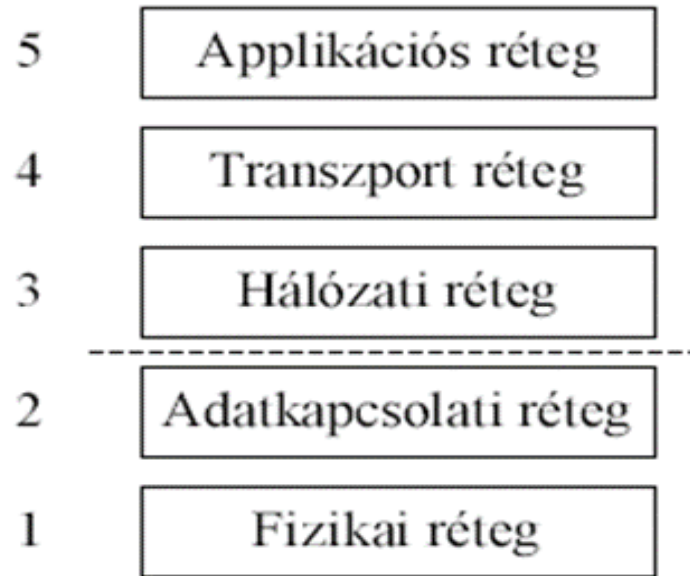 5 Applikációs réteg
4 Transzport réteg
3 Hálózati réteg
2 Adatkapcsolati réteg
1 Fizikai réteg